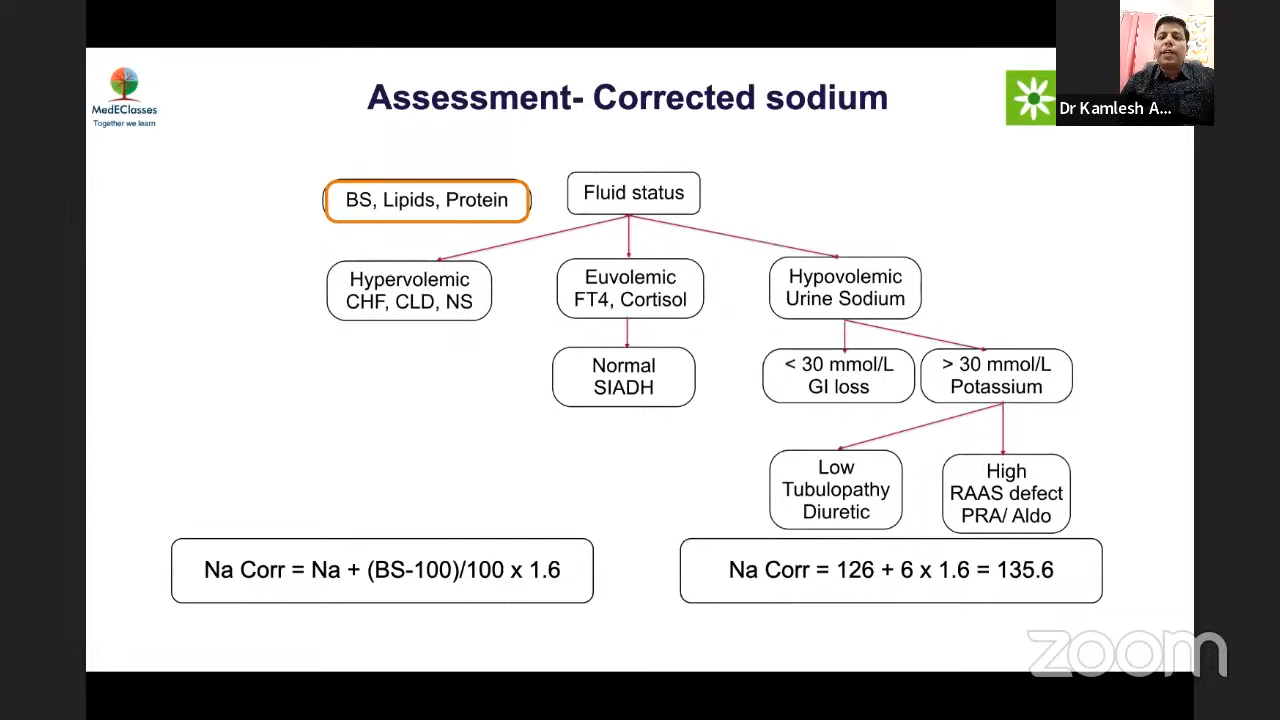 MedEClasses
Together we learn
Assessment- Corrected sodium
Dr Kamlesh A...
BS, Lipids, Protein
Fluid status
Hypervolemic
CHF, CLD, NS
Euvolemic
FT4, Cortisol
Hypovolemic
Urine Sodium
Normal
SIADH
< 30 mmol/L
GI loss
> 30 mmol/L
Potassium
Low
Tubulopathy
Diuretic
High
RAAS defect
PRA/ Aldo
Na Corr = Na + (BS-100)/100 x 1.6
Na Corr = 126 + 6 x 1.6 = 135.6
zoom